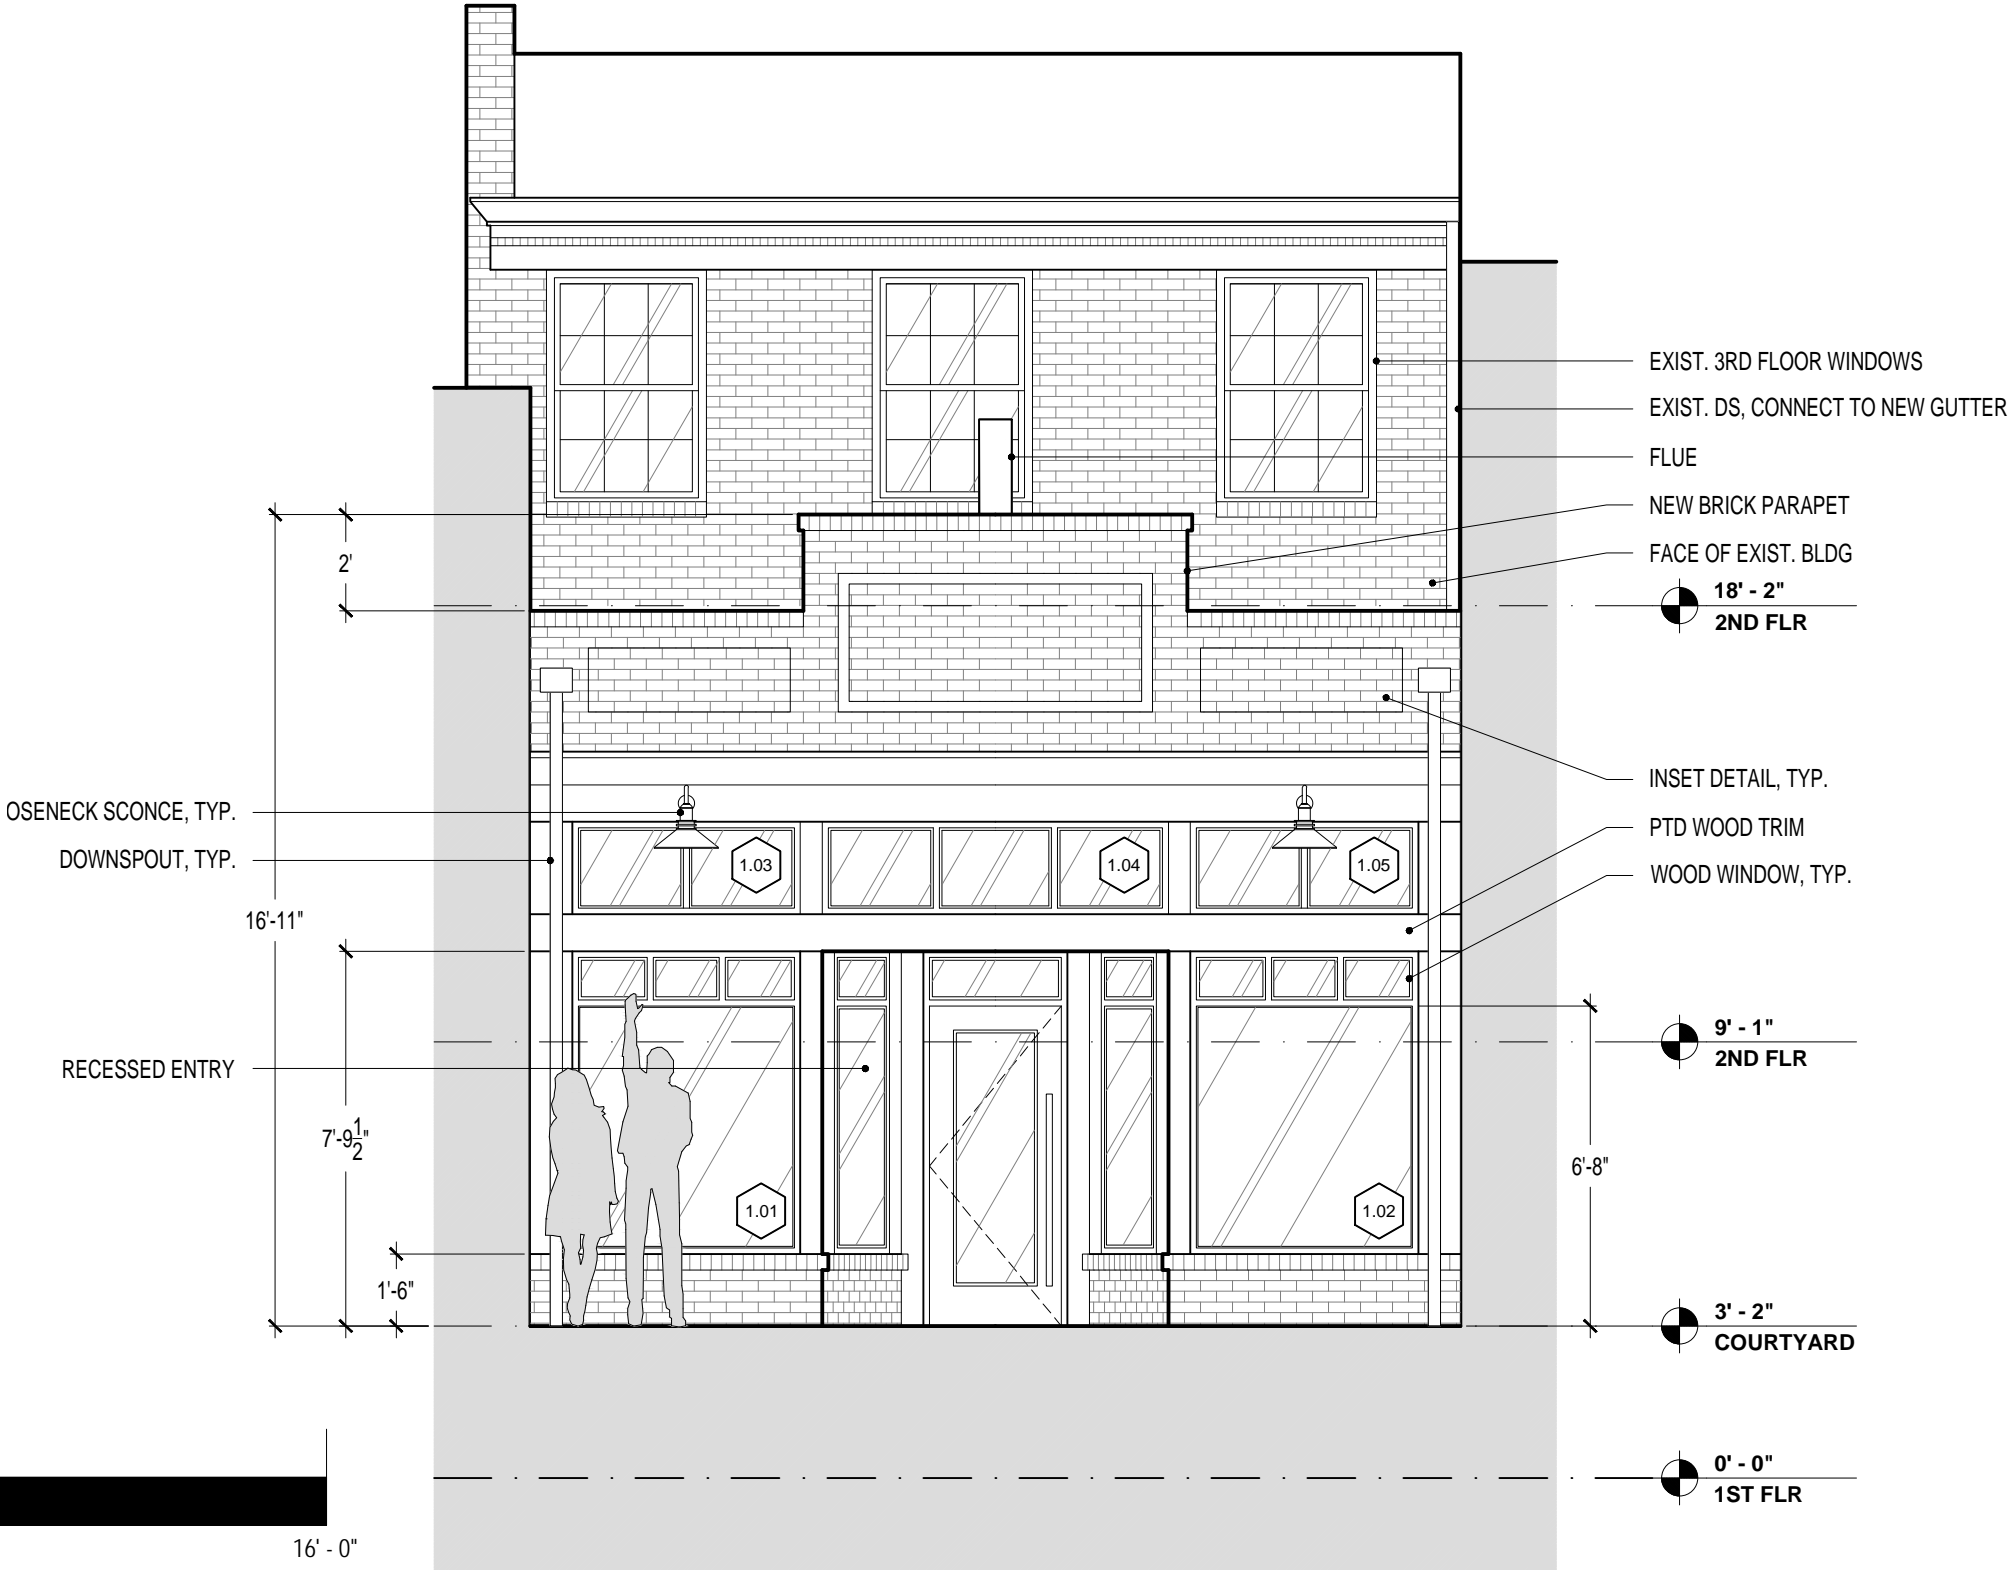 EXIST. 3RD FLOOR WINDOWS
EXIST. DS, CONNECT TO NEW GUTTER
FLUE
NEW BRICK PARAPET
FACE OF EXIST. BLDG
2'
18' - 2"
2ND FLR
INSET DETAIL, TYP.
OSENECK SCONCE, TYP.
PTD WOOD TRIM
DOWNSPOUT, TYP.
1.03
1.04
1.05
WOOD WINDOW, TYP.
16'-11"
9' - 1"
2ND FLR
RECESSED ENTRY
7'-9 1/2"
6'-8"
1.01
1.02
1'-6"
3' - 2"
COURTYARD
0' - 0"
1ST FLR
16' - 0"